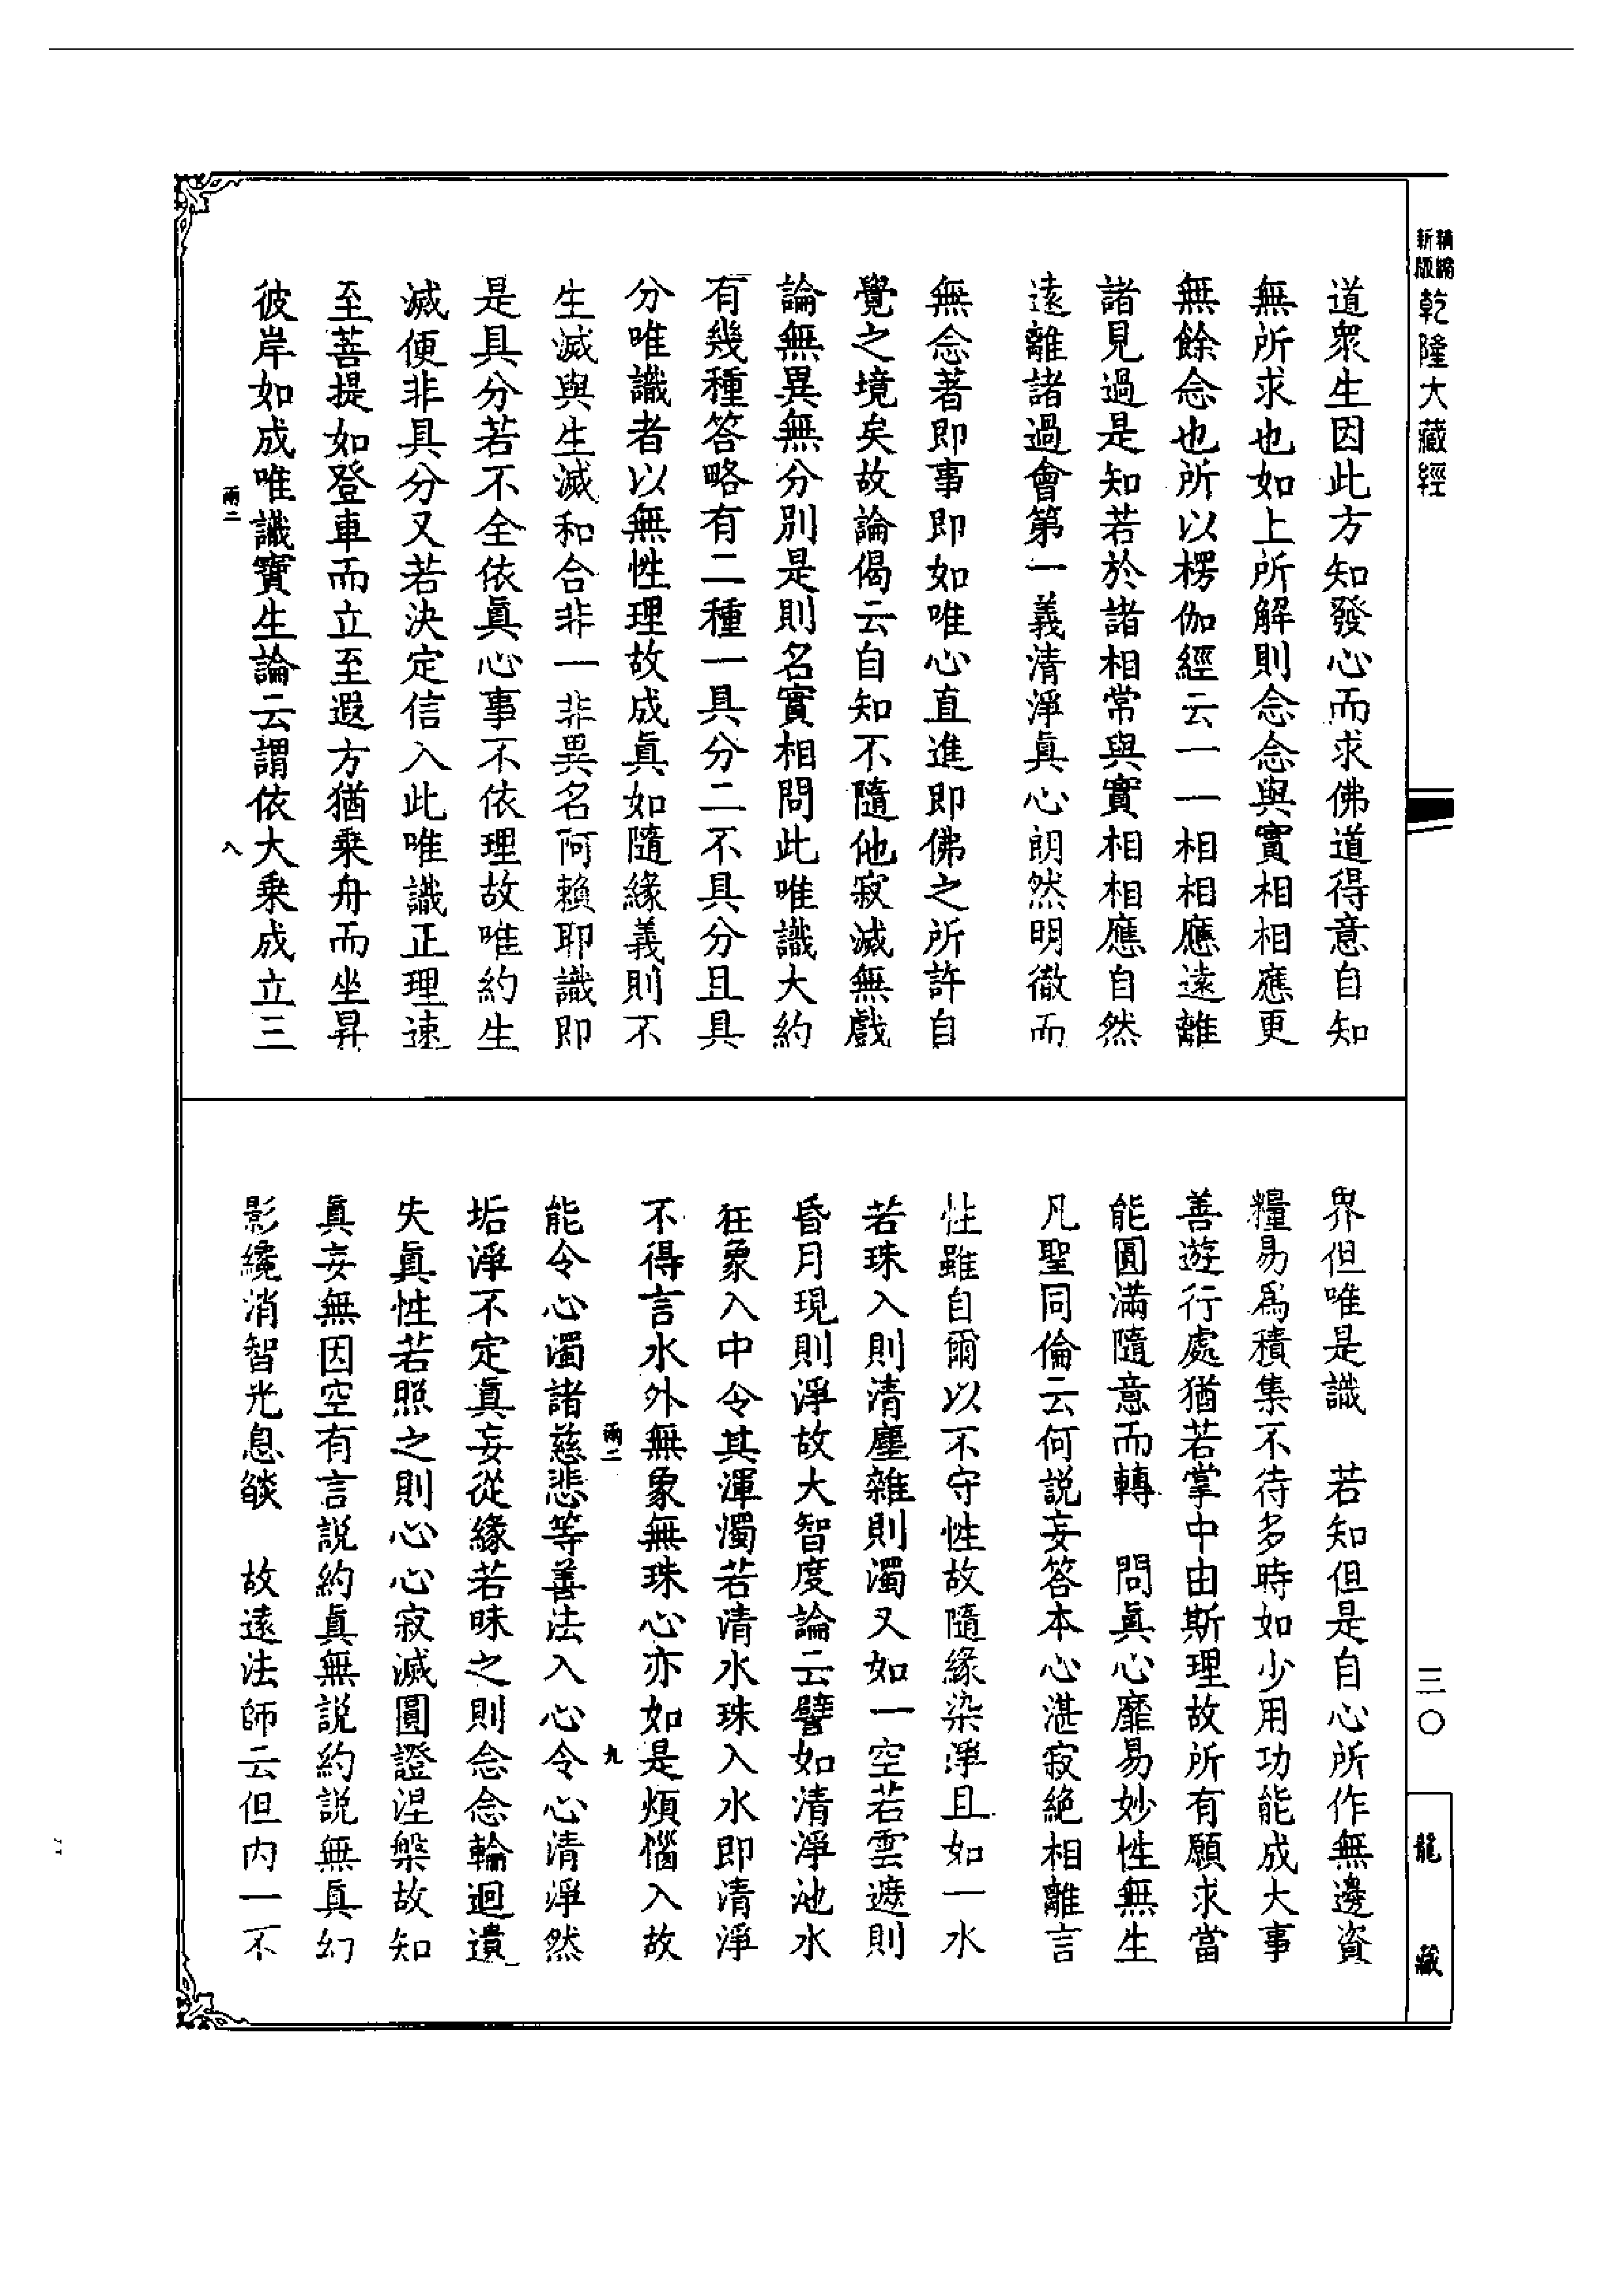 新編
精版
乾隆大藏經
道衆生因此方知發心而求佛道得意自知
無所求也如上所解則念念與實相相應更
無餘念也所以楞伽經云一一相相應遠離
諸見過是知若於諸相常與實相相應自然
遠離諸過會第一義清淨眞心朗然明徹而
無念著即事即如唯心直進即佛之所許自
覺之境矣故論偈云自知不隨他寂滅無戲
論無異無分別是則名實相問此唯識大約
有幾種答略有二種一具分二不具分且具
分唯識者以無性理故成眞如隨緣義則不
生滅與生滅和合非一非異名阿賴耶識即
是具分若不全依眞心事不依理故唯約生
滅便非具分又若決定信入此唯識正理速
至菩提如登車而立至遐方猶乗舟而坐昇
彼岸如成唯識寶生論云謂依大乗成立三
八
界但唯是識　若知但是自心所作無邊資
糧易爲積集不待多時如少用功能成大事
善遊行處猶若掌中由斯理故所有願求當
能圓滿隨意而轉　問眞心靡易妙性無生
凡聖同倫云何説妄答本心湛寂絶相離言
性雖自爾以不守性故隨緣染淨且如一水
若珠入則清塵雜則濁又如一空若雲遮則
昏月現則淨故大智度論云譬如清淨池水
狂象入中令其渾濁若清水珠入水即清淨
不得言水外無象無珠心亦如是煩惱入故
九
能令心濁諸慈悲等善法入心令心清淨然
垢淨不定眞妄從緣若昧之則念念輪迴遺
失眞性若照之則心心寂滅圓證涅槃故知
眞妄無因空有言説約眞無説約説無眞幻
影纔消智光息燄　故遠法師云但内一不
三〇
龍藏